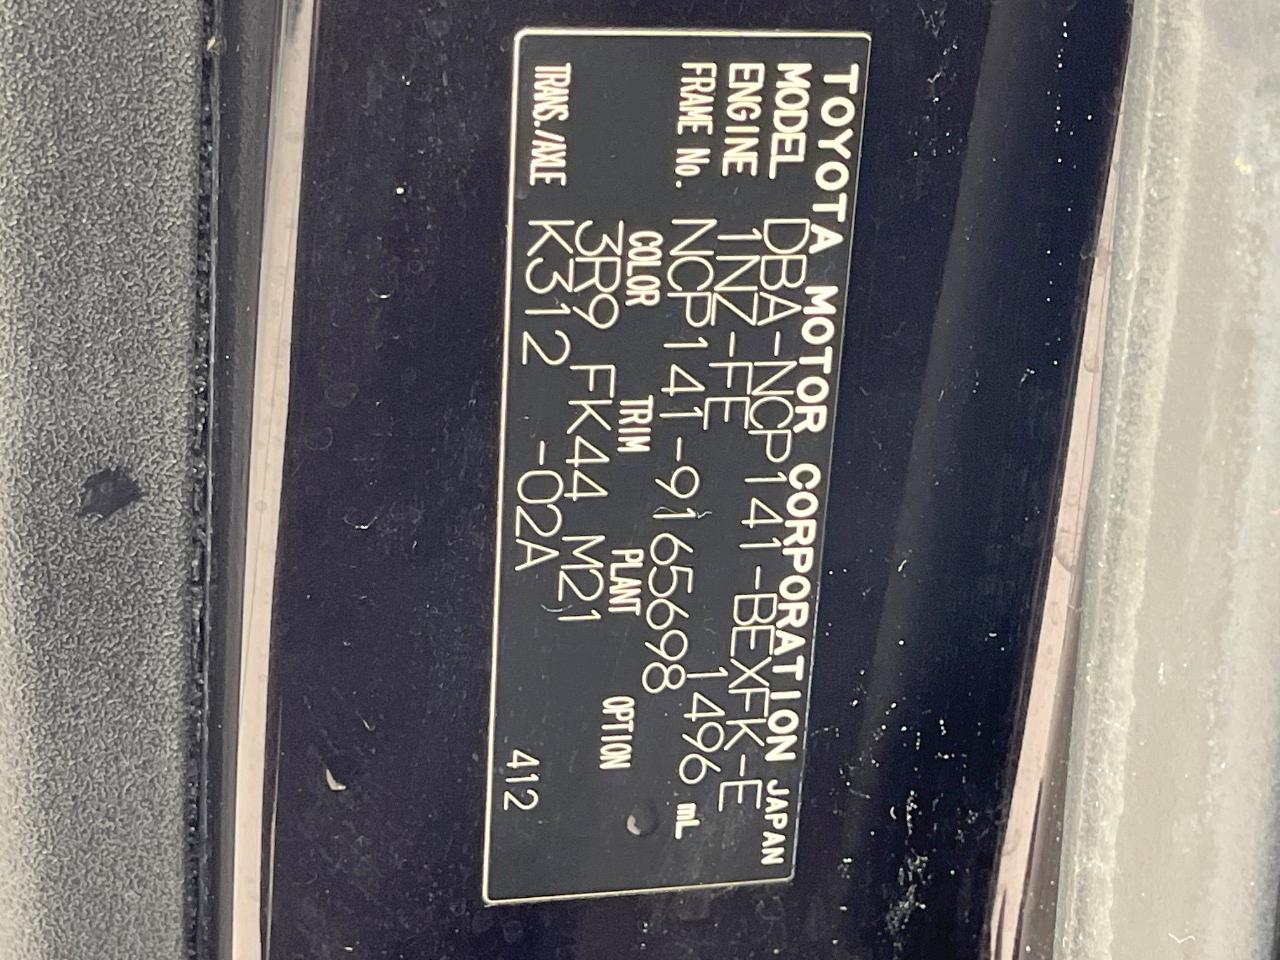 TOYOTA MOTOR CORPORATION JAPAN
MODEL DBA-NCP141-BEXFK-E
ENGINE 1NZ-FE 1496 mL
FRAME No. NCP141-9165698
COLOR TRIM PLANT OPTION
3R9 FK44 M21
TRANS./AXLE K312 -02A 412